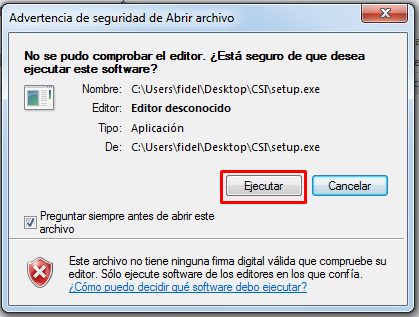 Advertencia de seguridad de Abrir archivo
No se pudo comprobar el editor. ¿Está seguro de que desea
ejecutar este software?
Nombre: C:\Users\fidel\Desktop\CSI\setup.exe
Editor: Editor desconocido
Tipo: Aplicación
De: C:\Users\fidel\Desktop\CSI\setup.exe
Ejecutar Cancelar
Preguntar siempre antes de abrir este
archivo
Este archivo no tiene ninguna firma digital válida que compruebe su
editor. Sólo ejecute software de los editores en los que confía.
¿Cómo puedo decidir qué software debo ejecutar?